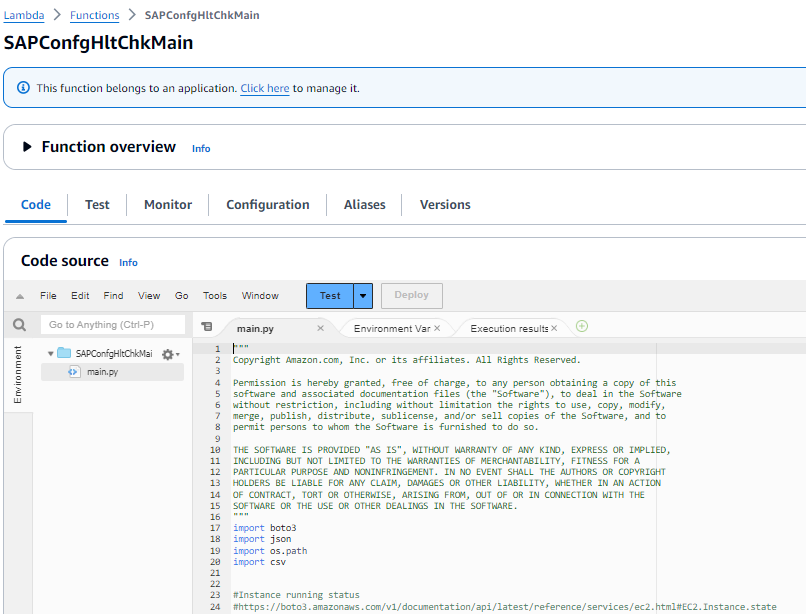 Lambda > Functions > SAPConfgHltChkMain
SAPConfgHltChkMain
This function belongs to an application. Click here to manage it.
Function overview Info
Code Test Monitor Configuration Aliases Versions
Code source Info
File Edit Find View Go Tools Window Test Deploy
Go to Anything (Ctrl-P) main.py × Environment Var × Execution results ×
Environment
SAPConfgHltChkMai
main.py
1 """
2 Copyright Amazon.com, Inc. or its affiliates. All Rights Reserved.
3
4 Permission is hereby granted, free of charge, to any person obtaining a copy of this
5 software and associated documentation files (the "Software"), to deal in the Software
6 without restriction, including without limitation the rights to use, copy, modify,
7 merge, publish, distribute, sublicense, and/or sell copies of the Software, and to
8 permit persons to whom the Software is furnished to do so.
9
10 THE SOFTWARE IS PROVIDED "AS IS", WITHOUT WARRANTY OF ANY KIND, EXPRESS OR IMPLIED,
11 INCLUDING BUT NOT LIMITED TO THE WARRANTIES OF MERCHANTABILITY, FITNESS FOR A
12 PARTICULAR PURPOSE AND NONINFRINGEMENT. IN NO EVENT SHALL THE AUTHORS OR COPYRIGHT
13 HOLDERS BE LIABLE FOR ANY CLAIM, DAMAGES OR OTHER LIABILITY, WHETHER IN AN ACTION
14 OF CONTRACT, TORT OR OTHERWISE, ARISING FROM, OUT OF OR IN CONNECTION WITH THE
15 SOFTWARE OR THE USE OR OTHER DEALINGS IN THE SOFTWARE.
16 """
17 import boto3
18 import json
19 import os.path
20 import csv
21
22
23 #Instance running status
24 #https://boto3.amazonaws.com/v1/documentation/api/latest/reference/services/ec2.html#EC2.Instance.state